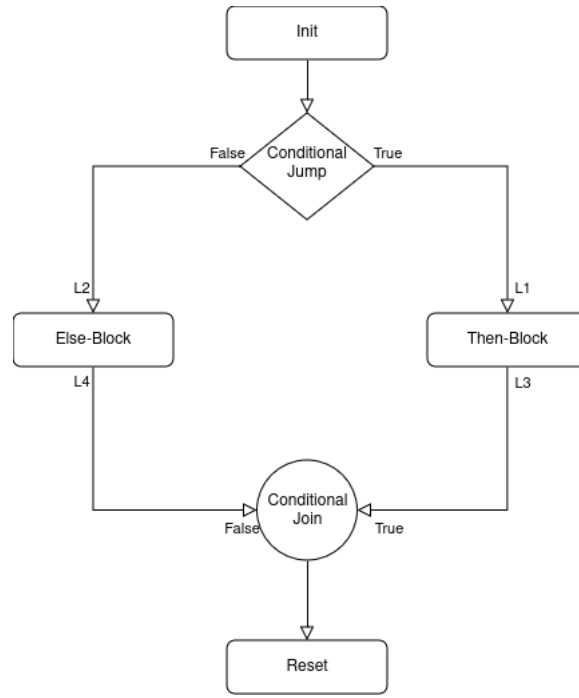 Init
False
Conditional
Jump
True
L2
L1
Else-Block
Then-Block
L4
L3
Conditional
Join
False
True
Reset